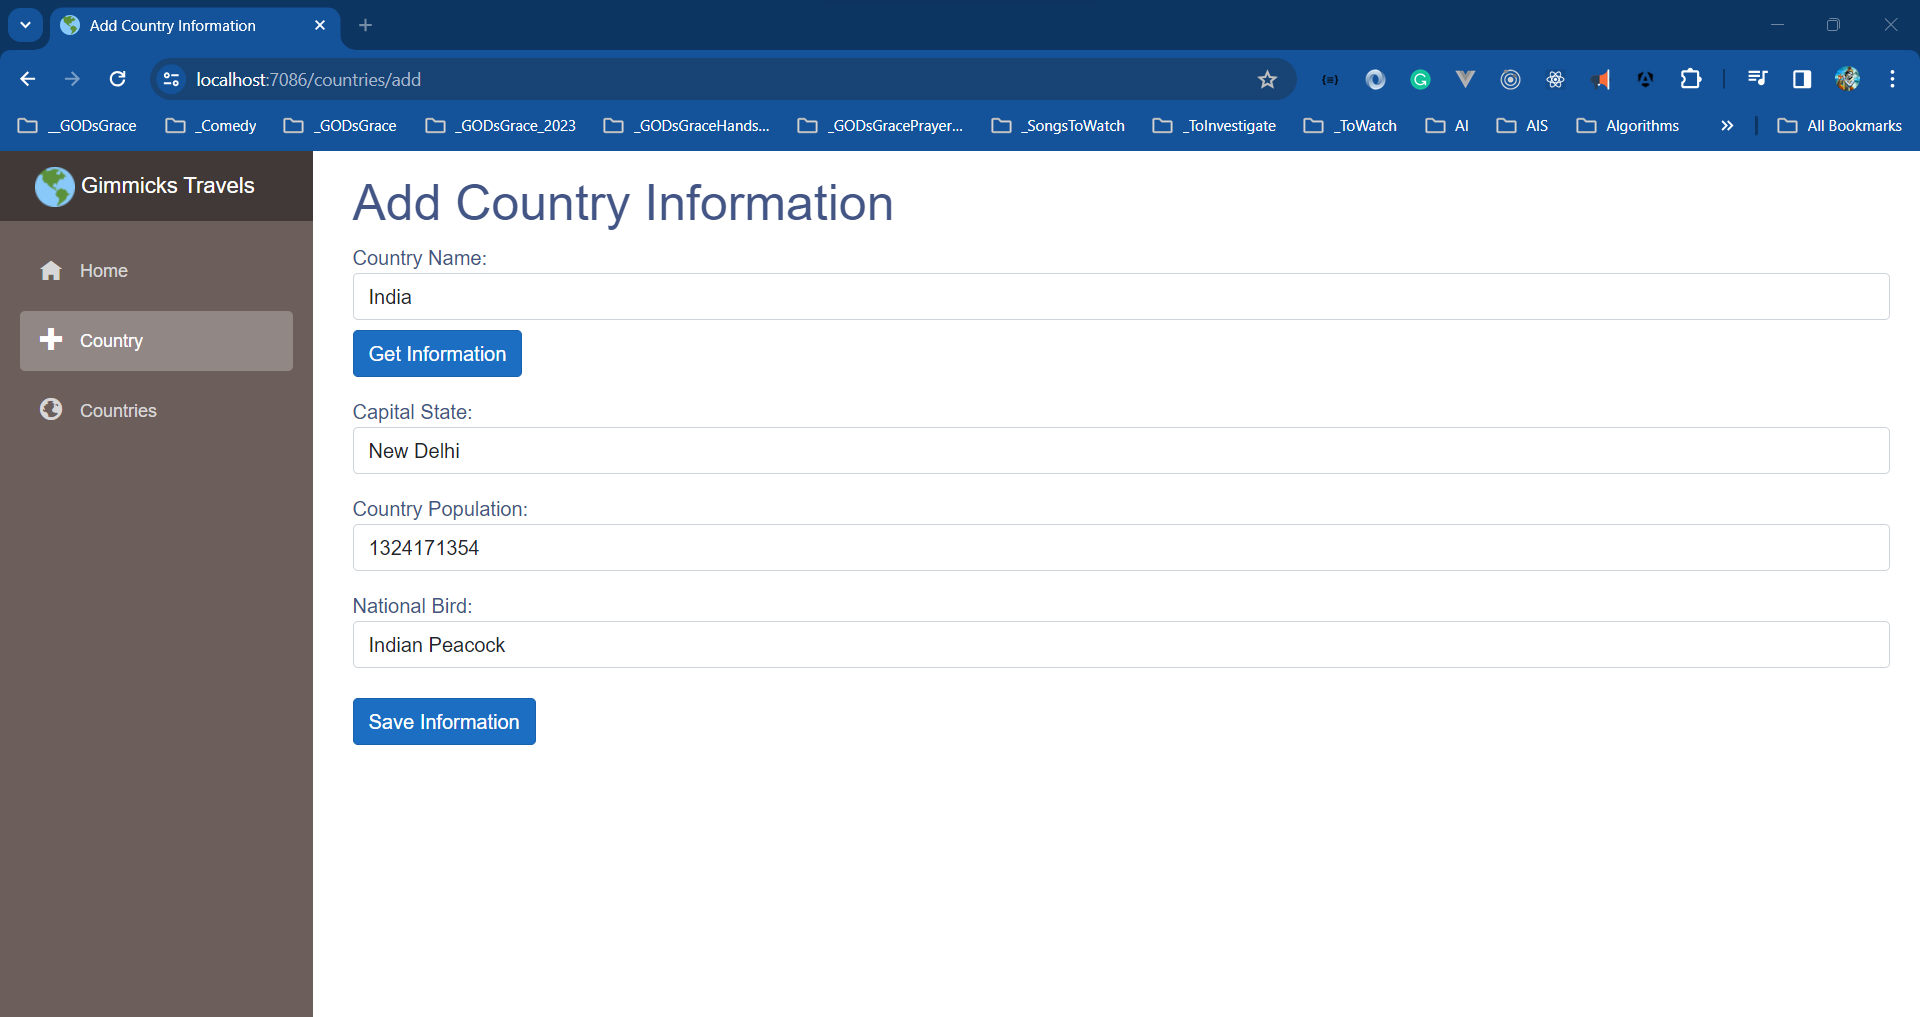 Add Country Information
localhost:7086/countries/add
__GODsGrace _Comedy _GODsGrace _GODsGrace_2023 _GODsGraceHands... _GODsGracePrayer... _SongsToWatch _ToInvestigate _ToWatch AI AIS Algorithms All Bookmarks
Gimmicks Travels
Home
Country
Countries
Add Country Information
Country Name:
India
Get Information
Capital State:
New Delhi
Country Population:
1324171354
National Bird:
Indian Peacock
Save Information